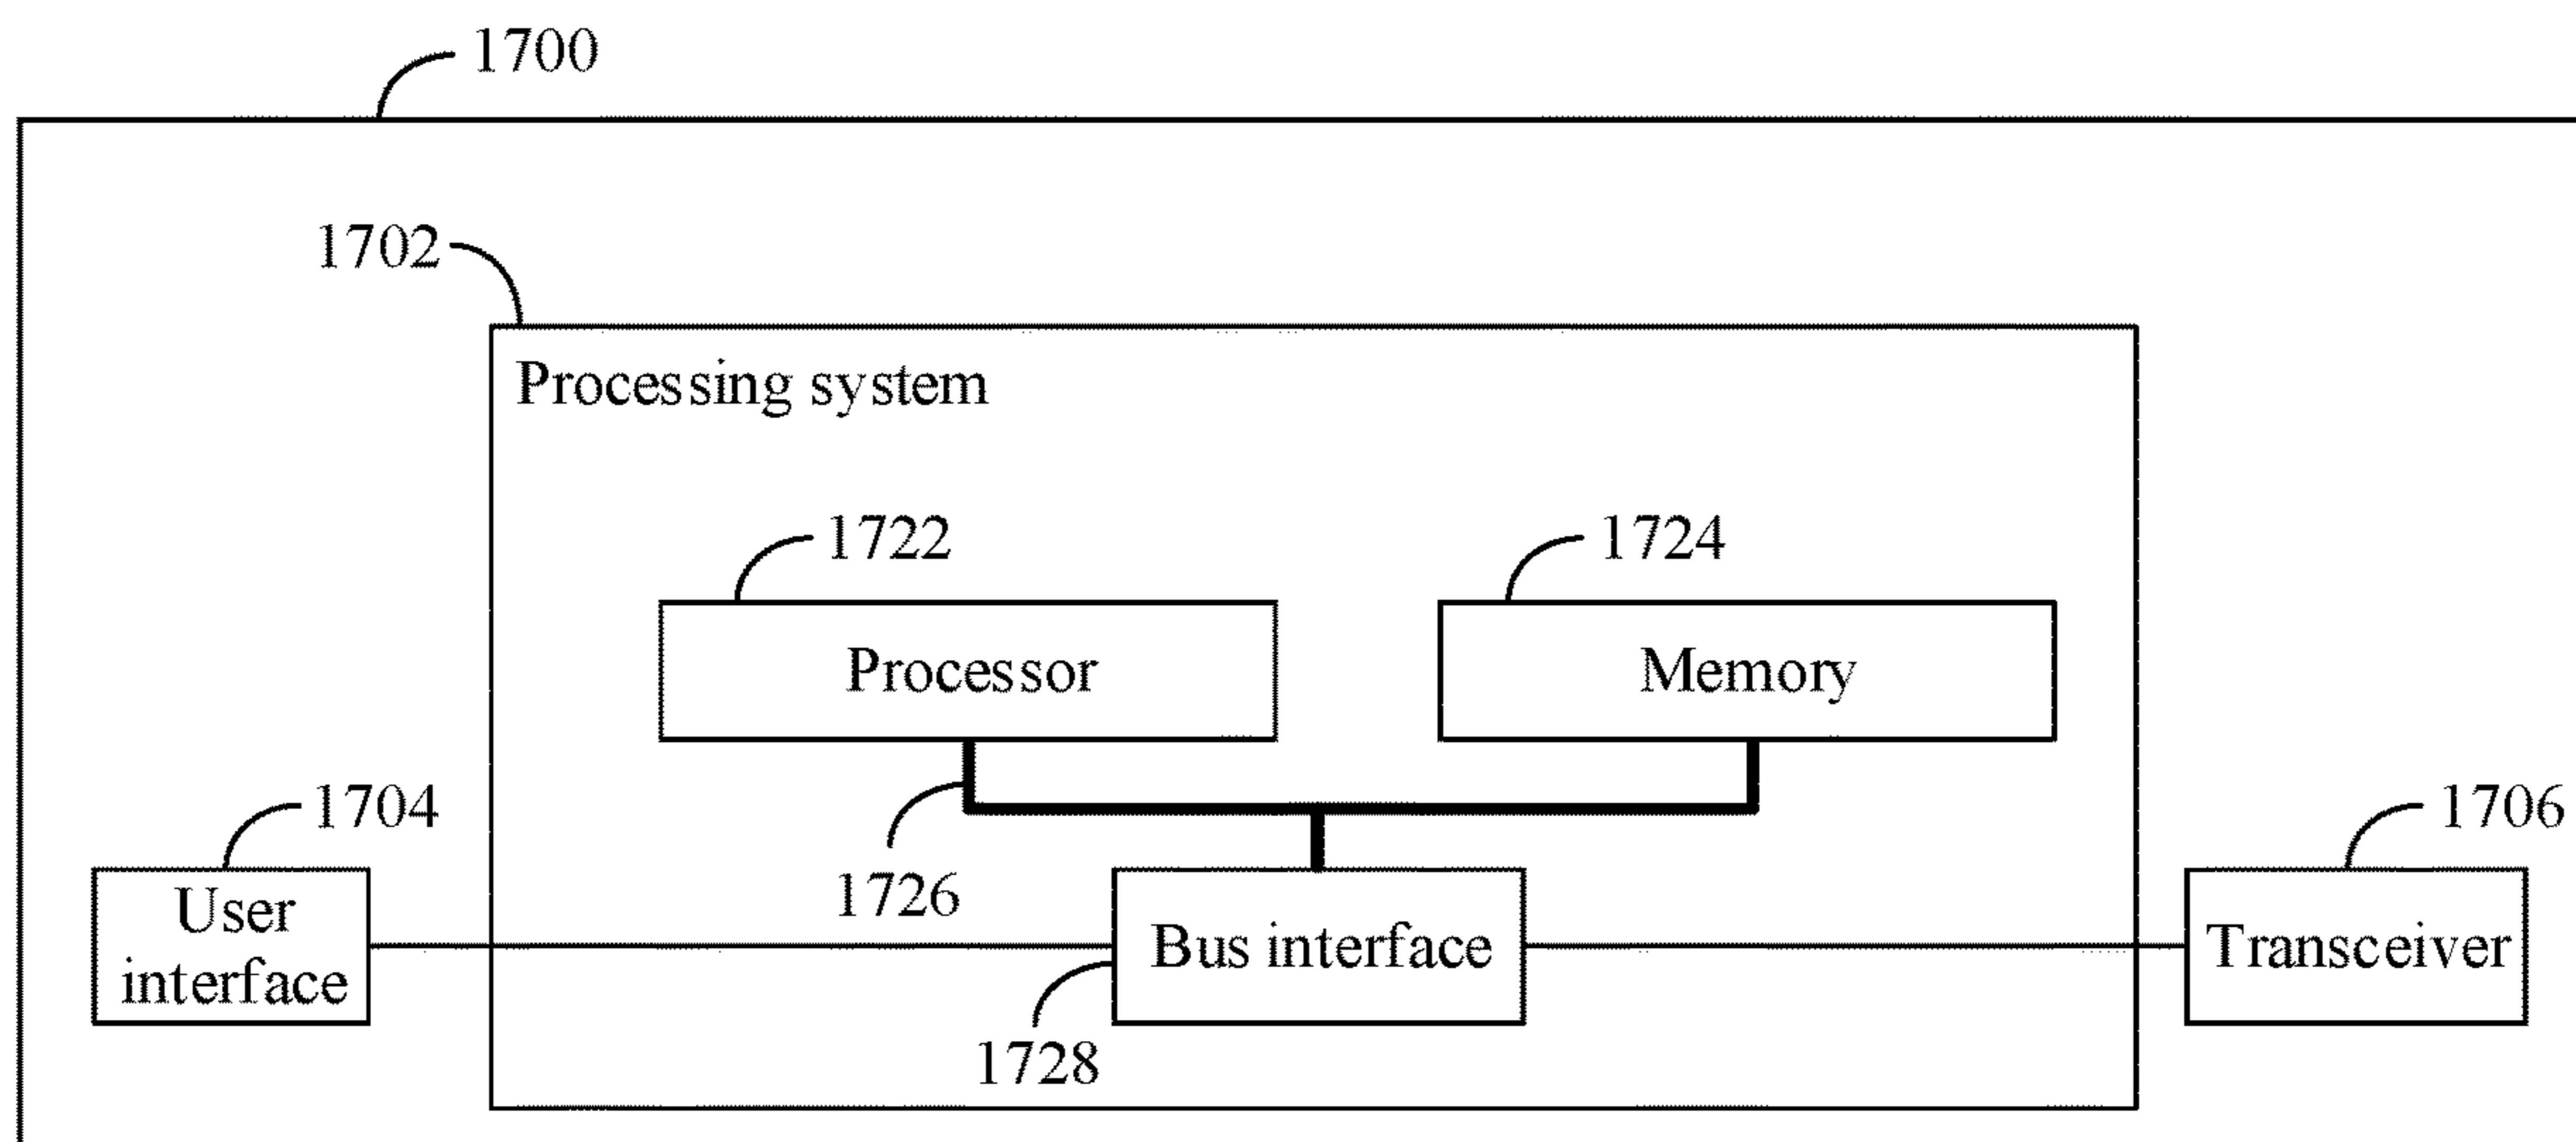 1700
1702
Processing system
1722
1724
Processor
Memory
1704
1706
1726
User
interface
Bus interface
Transceiver
1728